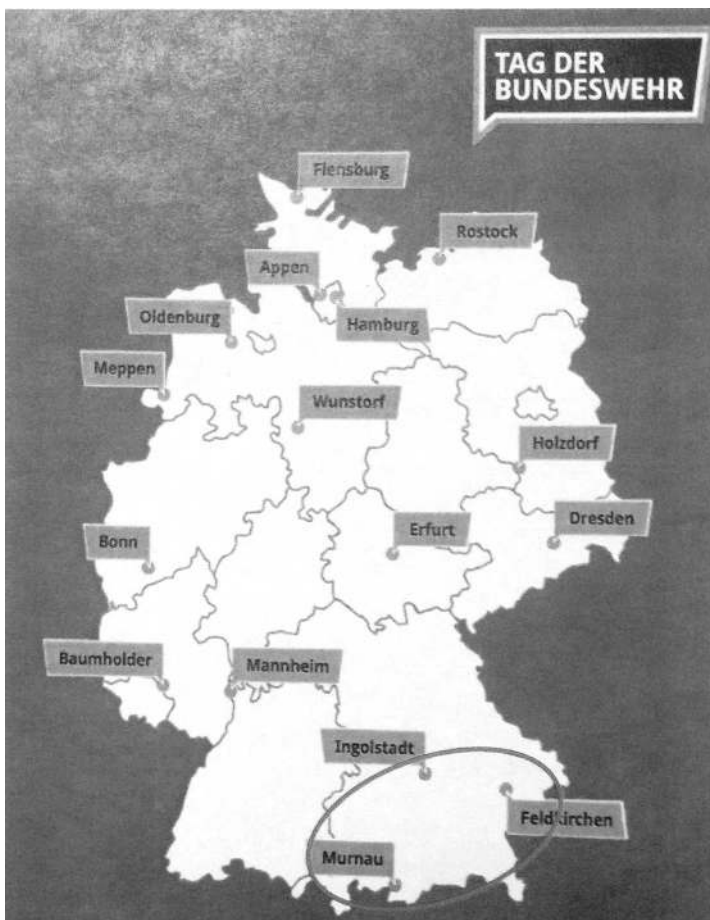 TAG DER
BUNDESWEHR
Flensburg
Rostock
Appen
Hamburg
Oldenburg
Meppen
Wunstorf
Holzdorf
Dresden
Erfurt
Bonn
Baumholder
Mannheim
Ingolstadt
Feldkirchen
Murnau